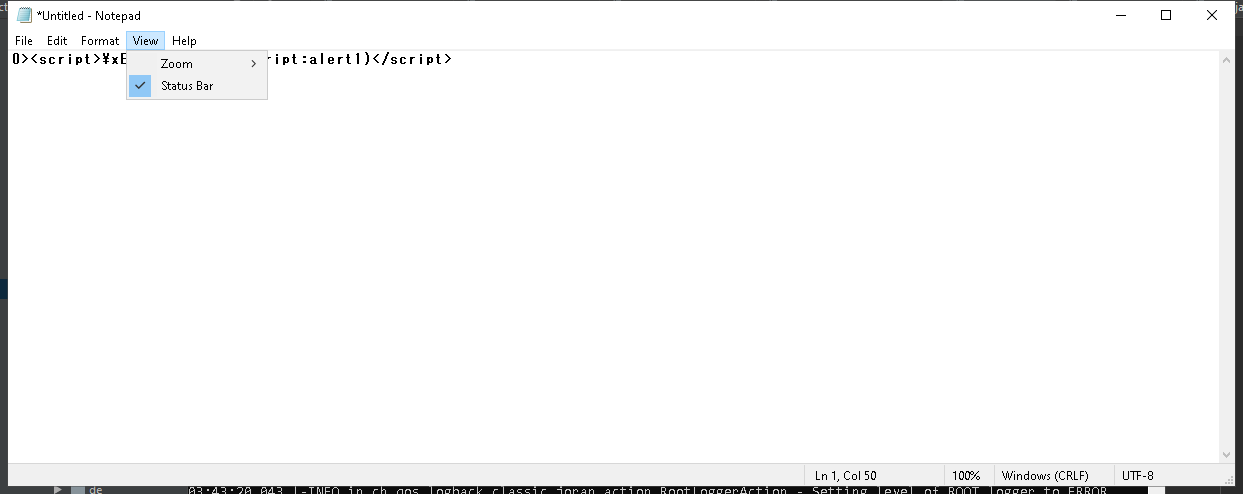 *Untitled - Notepad
File Edit Format View Help
0><script>¥xE ript:alert1)</script>
Zoom
Status Bar
Ln 1, Col 50 100% Windows (CRLF) UTF-8
de 03:43:20,043 |-INFO in ch.qos.logback.classic.joran.action.RootLoggerAction - Setting level of ROOT logger to ERROR